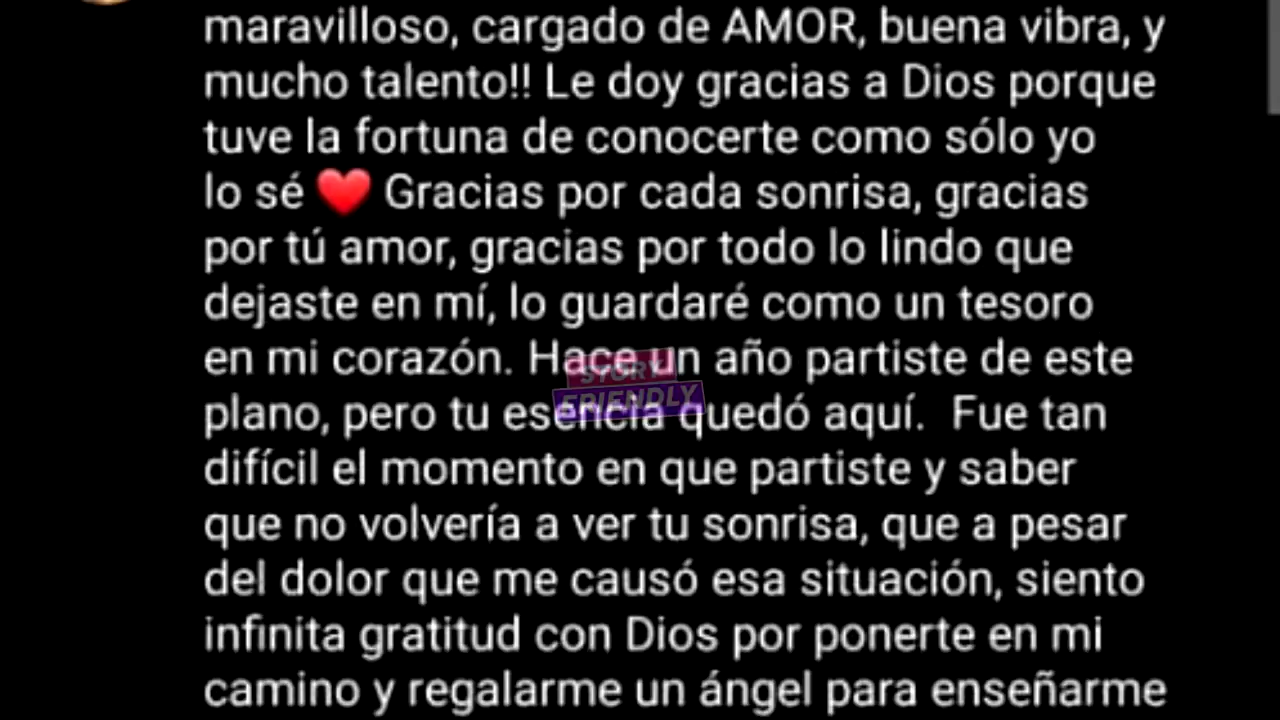 maravilloso, cargado de AMOR, buena vibra, y
mucho talento!! Le doy gracias a Dios porque
tuve la fortuna de conocerte como sólo yo
lo sé ❤️ Gracias por cada sonrisa, gracias
por tú amor, gracias por todo lo lindo que
dejaste en mí, lo guardaré como un tesoro
en mi corazón. Hace un año partiste de este
plano, pero tu esencia quedó aquí. Fue tan
difícil el momento en que partiste y saber
que no volvería a ver tu sonrisa, que a pesar
del dolor que me causó esa situación, siento
infinita gratitud con Dios por ponerte en mi
camino y regalarme un ángel para enseñarme
STORY
FRIENDLY